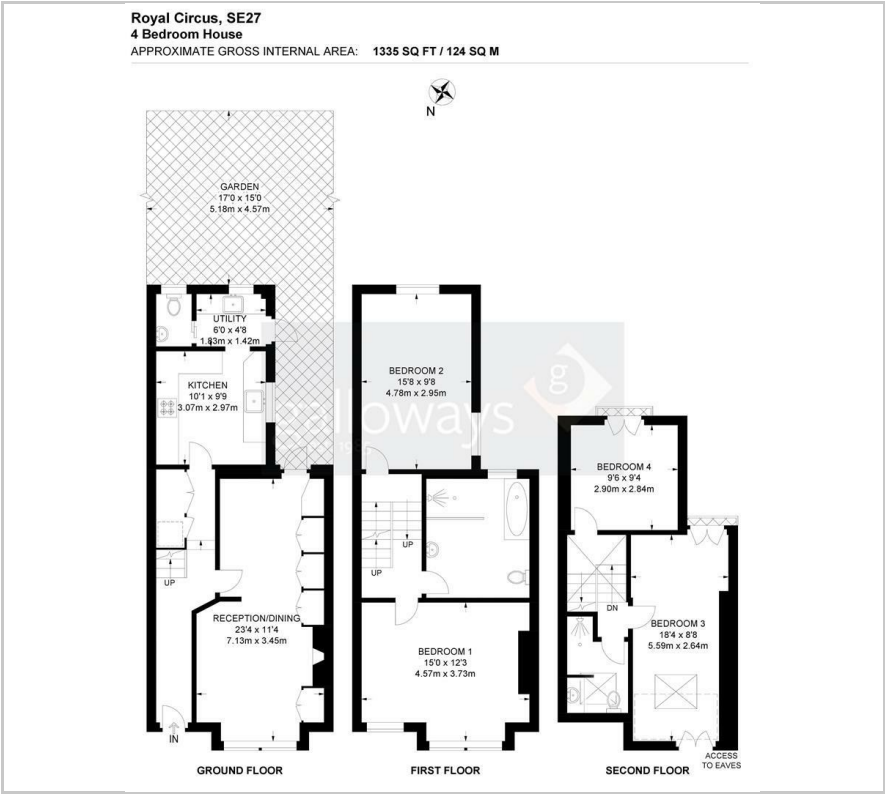 Royal Circus, SE27
4 Bedroom House
APPROXIMATE GROSS INTERNAL AREA: 1335 SQ FT / 124 SQ M
N
GARDEN
17'0 x 15'0
5.18m x 4.57m
UTILITY
6'0 x 4'8
1.83m x 1.42m
KITCHEN
10'1 x 9'9
3.07m x 2.97m
UP
RECEPTION/DINING
23'4 x 11'4
7.13m x 3.45m
IN
GROUND FLOOR
BEDROOM 2
15'8 x 9'8
4.78m x 2.95m
g
galloways
1985
UP
UP
BEDROOM 1
15'0 x 12'3
4.57m x 3.73m
FIRST FLOOR
BEDROOM 4
9'6 x 9'4
2.90m x 2.84m
DN
BEDROOM 3
18'4 x 8'8
5.59m x 2.64m
ACCESS
TO EAVES
SECOND FLOOR